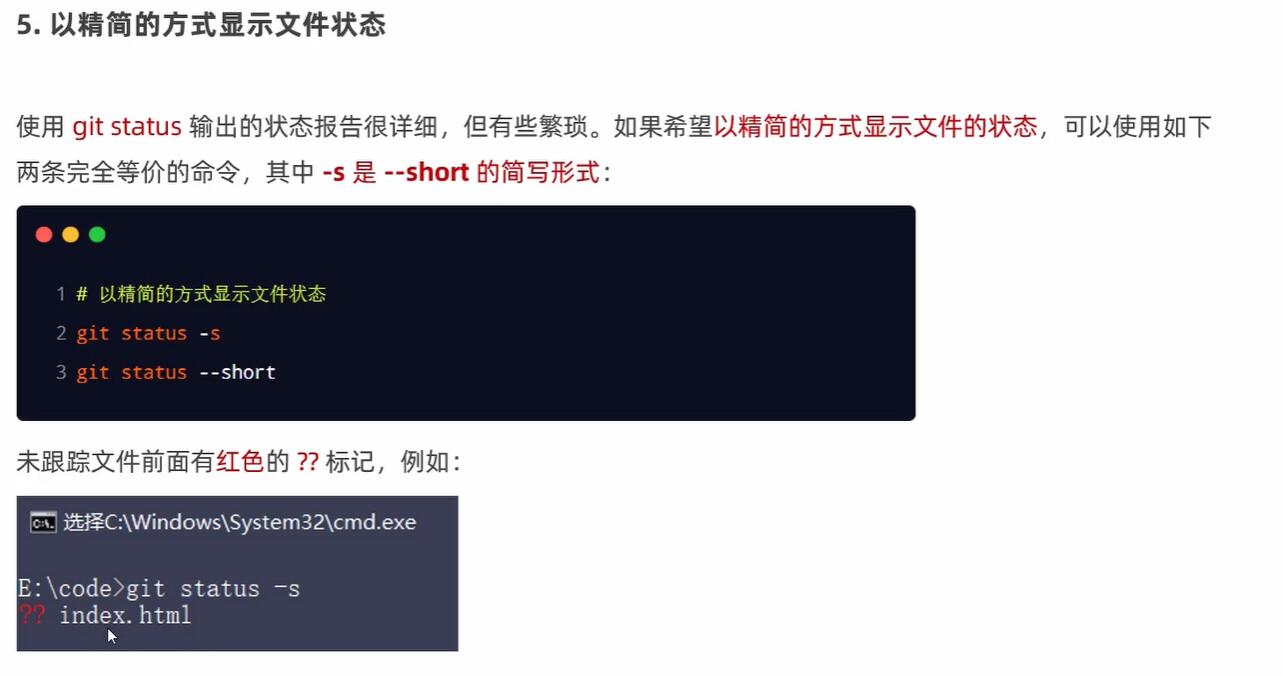 5. 以精简的方式显示文件状态
使用 git status 输出的状态报告很详细，但有些繁琐。如果希望以精简的方式显示文件的状态，可以使用如下
两条完全等价的命令，其中 -s 是 --short 的简写形式：
1 # 以精简的方式显示文件状态
2 git status -s
3 git status --short
未跟踪文件前面有红色的 ?? 标记，例如：
C:\. 选择C:\Windows\System32\cmd.exe
E:\code>git status -s
?? index.html